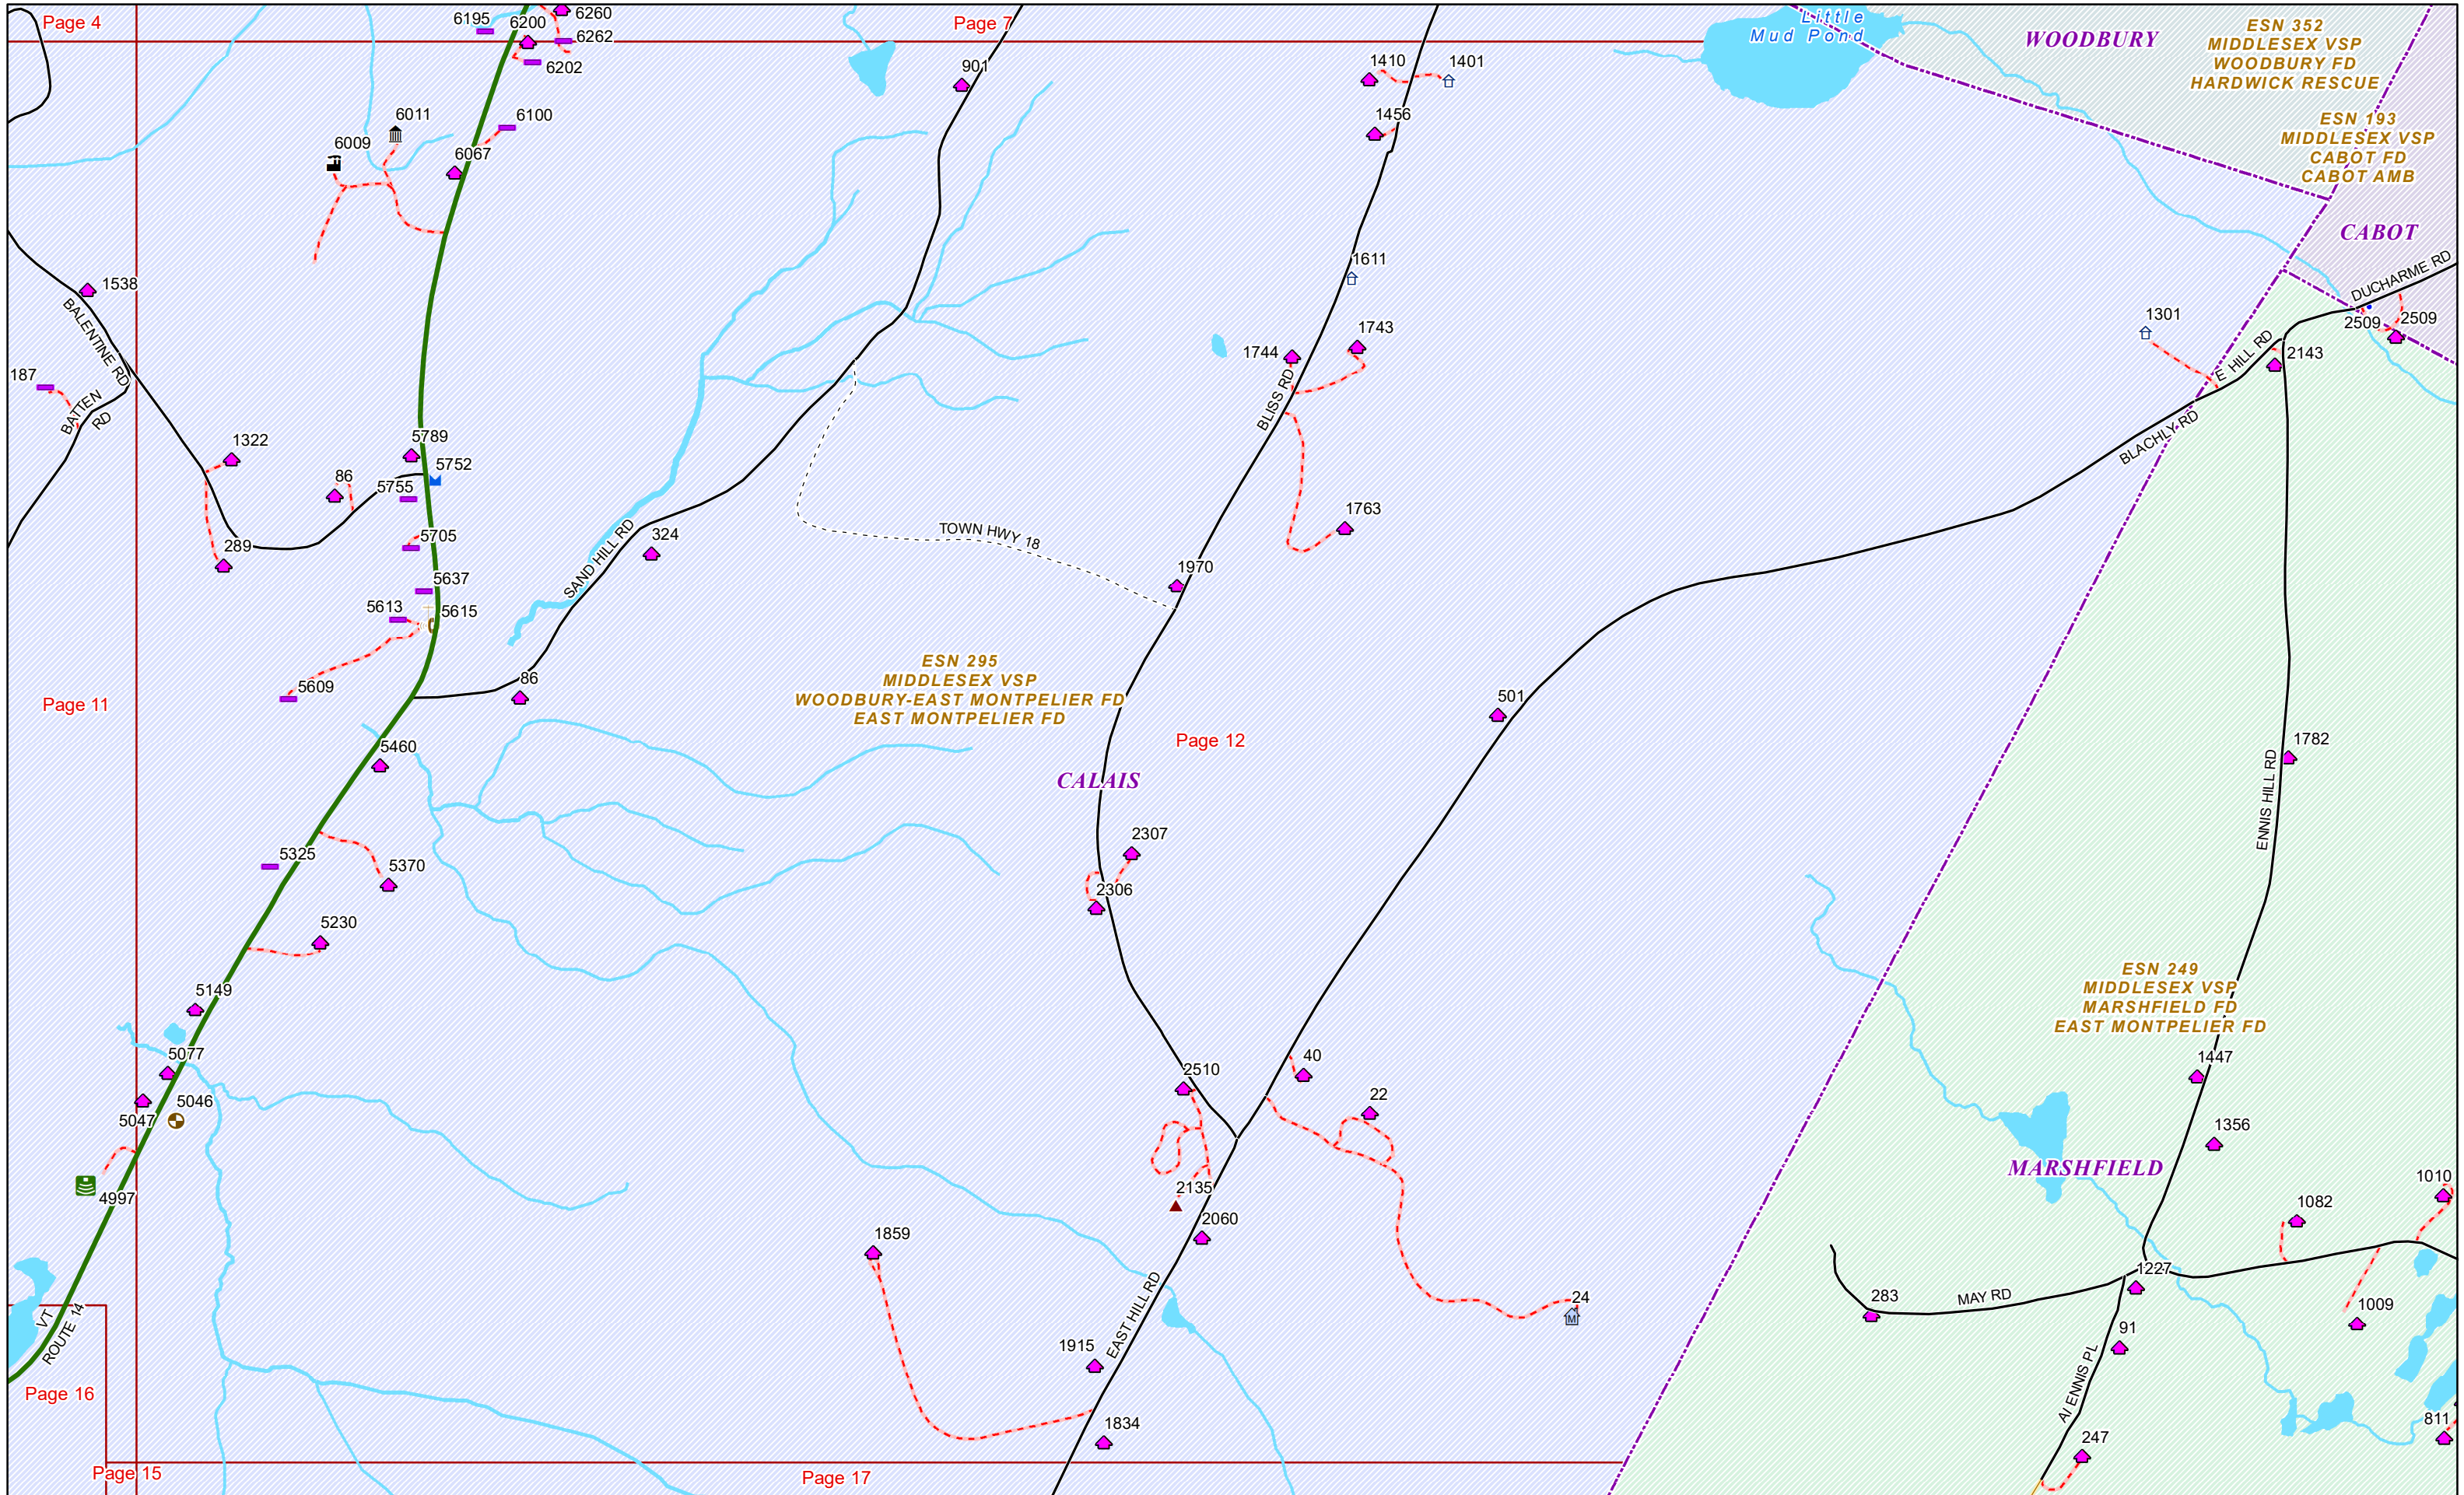 Page 4
6195
6200
6260
6262
6202
Page 7
901
1410
1401
1456
Little
Mud Pond
WOODBURY
ESN 352
MIDDLESEX VSP
WOODBURY FD
HARDWICK RESCUE
ESN 193
MIDDLESEX VSP
CABOT FD
CABOT AMB
CABOT
6011
6100
6009
6067
1538
BALENTINE RD
187
BATTEN
RD
1322
86
5789
5752
5755
5705
289
5637
5613
5615
5609
SAND HILL RD
324
TOWN HWY 18
1611
1743
1744
BLISS RD
1763
1970
1301
DUCHARME RD
2509
2509
E HILL RD
2143
BLACHLY RD
Page 11
86
ESN 295
MIDDLESEX VSP
WOODBURY-EAST MONTPELIER FD
EAST MONTPELIER FD
Page 12
501
CALAIS
5460
1782
ENNIS HILL RD
5325
5370
2307
2306
5230
5149
ESN 249
MIDDLESEX VSP
MARSHFIELD FD
EAST MONTPELIER FD
5077
5046
5047
2510
40
22
1447
1356
MARSHFIELD
4997
2135
2060
1859
1010
1082
1227
24
283
MAY RD
1009
VT
ROUTE 14
EAST HILL RD
1915
91
AI ENNIS PL
Page 16
1834
811
247
Page 15
Page 17